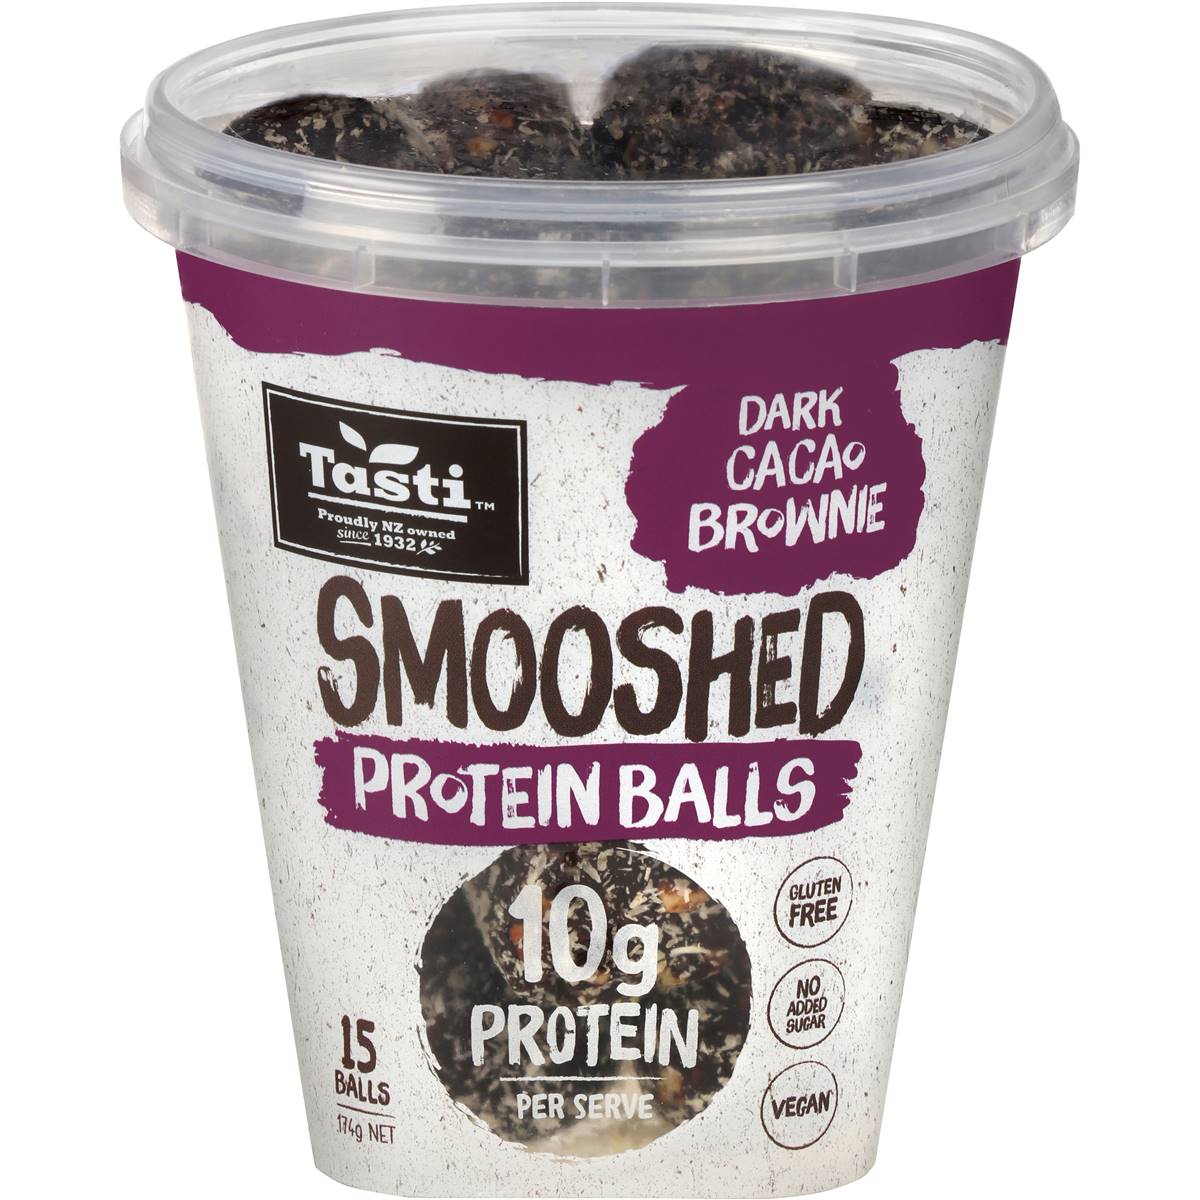 Tasti™
Proudly NZ owned
since 1932
DARK
CACAO
BROWNIE
SMOOSHED
PROTEIN BALLS
10g
PROTEIN
PER SERVE
GLUTEN
FREE
NO
ADDED
SUGAR
VEGAN
15
BALLS
174g NET